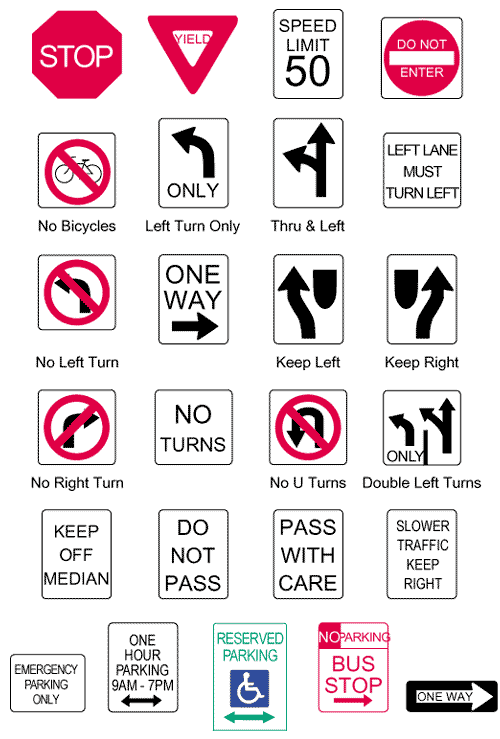 STOP
YIELD
SPEED
LIMIT
50
DO NOT
ENTER
No Bicycles
ONLY
Left Turn Only
Thru & Left
LEFT LANE
MUST
TURN LEFT
No Left Turn
ONE
WAY
Keep Left
Keep Right
No Right Turn
NO
TURNS
No U Turns
ONLY
Double Left Turns
KEEP
OFF
MEDIAN
DO
NOT
PASS
PASS
WITH
CARE
SLOWER
TRAFFIC
KEEP
RIGHT
EMERGENCY
PARKING
ONLY
ONE
HOUR
PARKING
9AM - 7PM
RESERVED
PARKING
NO PARKING
BUS
STOP
ONE WAY